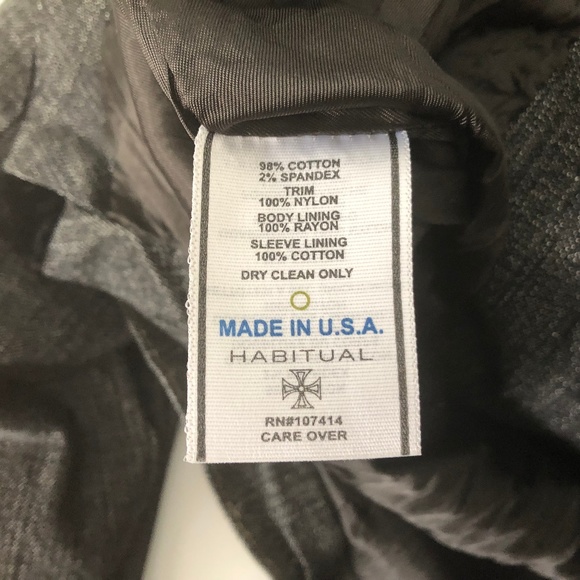 98% COTTON
2% SPANDEX
TRIM
100% NYLON
BODY LINING
100% RAYON
SLEEVE LINING
100% COTTON
DRY CLEAN ONLY
MADE IN U.S.A.
HABITUAL
RN#107414
CARE OVER